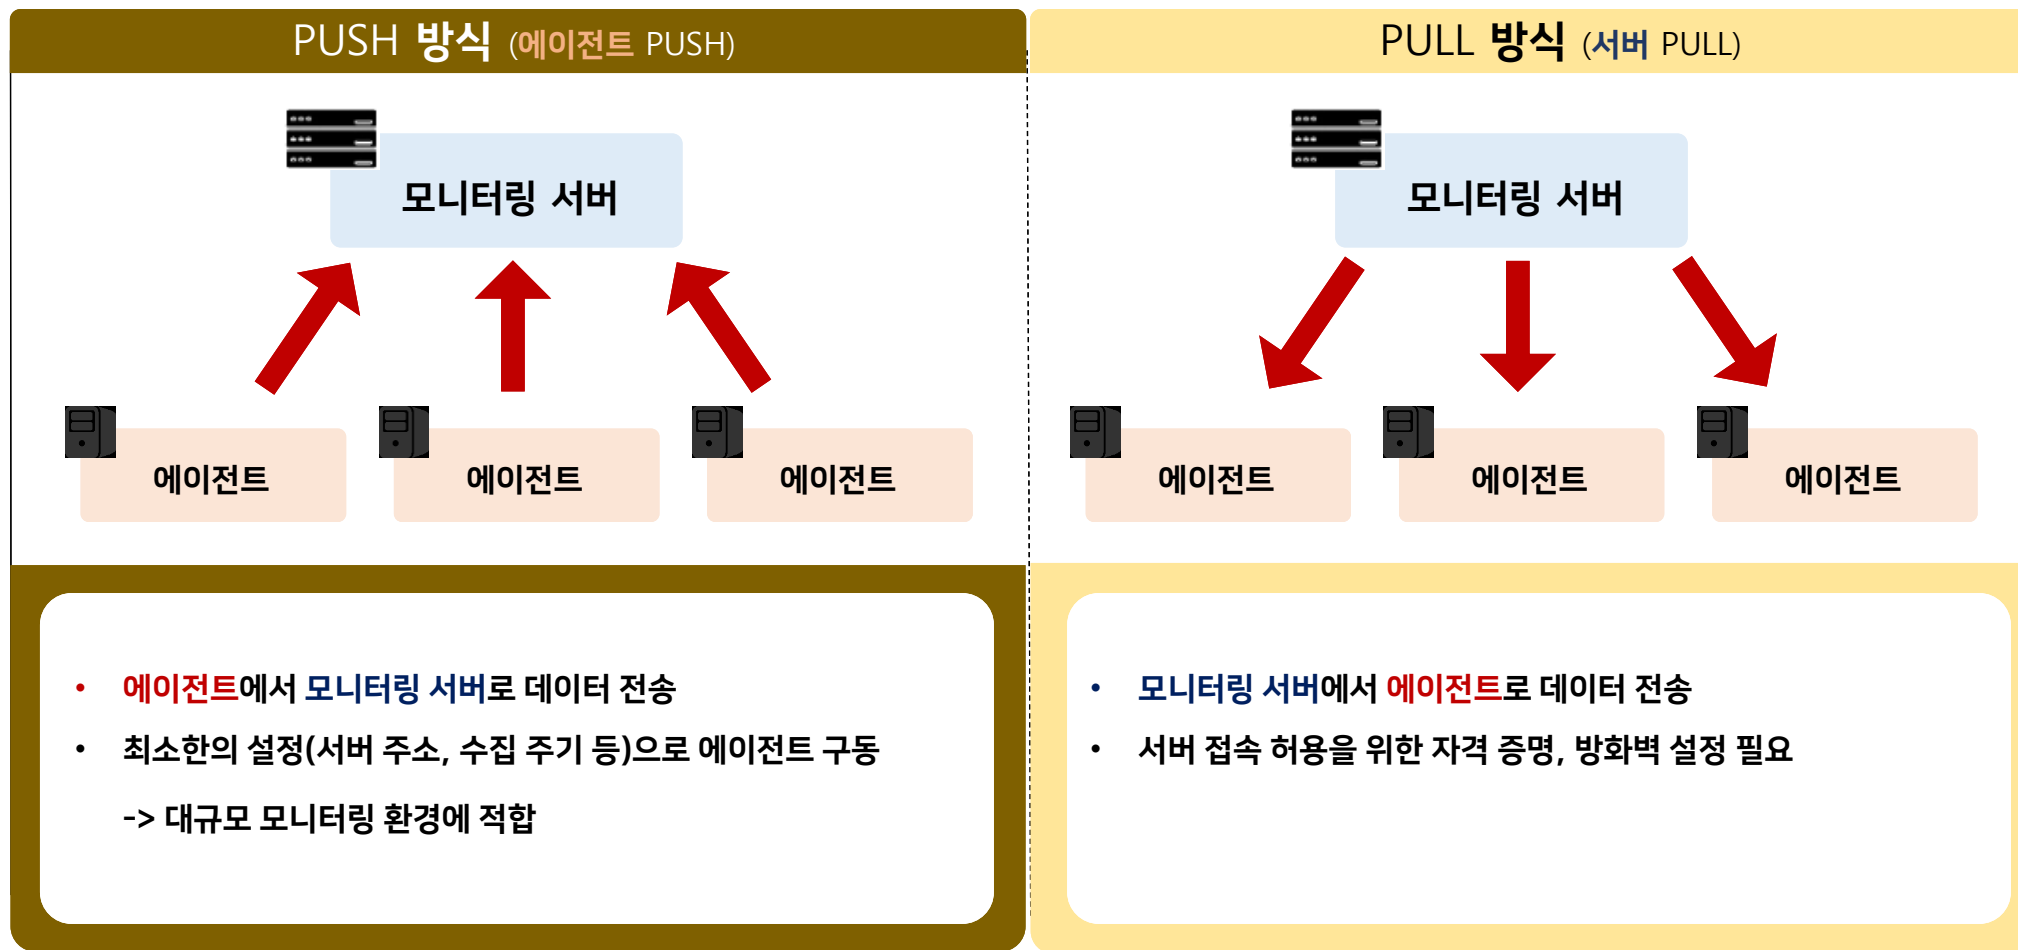 PUSH 방식 (에이전트 PUSH)
모니터링 서버
에이전트
에이전트
에이전트
• 에이전트에서 모니터링 서버로 데이터 전송
• 최소한의 설정(서버 주소, 수집 주기 등)으로 에이전트 구동
-> 대규모 모니터링 환경에 적합
PULL 방식 (서버 PULL)
모니터링 서버
에이전트
에이전트
에이전트
• 모니터링 서버에서 에이전트로 데이터 전송
• 서버 접속 허용을 위한 자격 증명, 방화벽 설정 필요